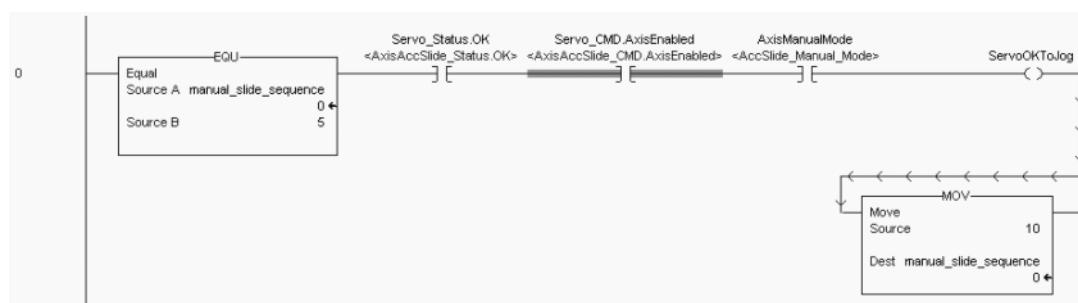 Servo_Status.OK Servo_CMD.AxisEnabled AxisManualMode
EQU <AxisAccSlide_Status.OK> <AxisAccSlide_CMD.AxisEnabled> <AccSlide_Manual_Mode> ServoOKToJog
0 Equal
Source A manual_slide_sequence
0
Source B 5
MOV
Move
Source 10
Dest manual_slide_sequence
0